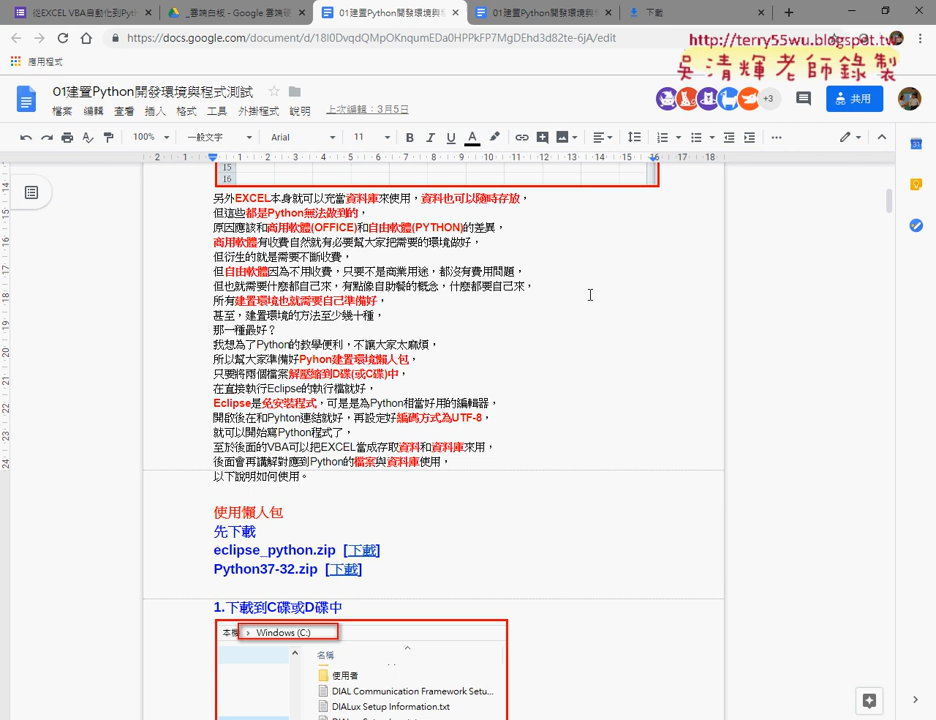 從EXCEL VBA自動化到Pyth
_雲端白板 - Google 雲端硬
01建置Python開發環境與程
01建置Python開發環境與程
下載
https://docs.google.com/document/d/18I0DvqdQMpOKnqumEDa0HPPkFP7MgDEhd3d82te-6jA/edit
http://terry55wu.blogspot.tw
應用程式
吳清輝老師錄製
01建置Python開發環境與程式測試
檔案 編輯 查看 插入 格式 工具 外掛程式 說明 上次編輯：3月5日
+3
共用
100% 一般文字 Arial 11
2 1 1 2 3 4 5 6 7 8 9 10 11 12 13 14 15 16 17 18
15
16
另外EXCEL本身就可以充當資料庫來使用，資料也可以隨時存放，
但這些都是Python無法做到的，
原因應該和商用軟體(OFFICE)和自由軟體(PYTHON)的差異，
商用軟體有收費自然就有必要幫大家把需要的環境做好，
但衍生的就是需要不斷收費，
但自由軟體因為不用收費，只要不是商業用途，都沒有費用問題，
但也就需要什麼都自己來，有點像自助餐的概念，什麼都要自己來，
所有建置環境也就需要自己準備好，
甚至，建置環境的方法至少幾十種，
那一種最好？
我想為了Python的教學便利，不讓大家太麻煩，
所以幫大家準備好Pyhon建置環境懶人包，
只要將兩個檔案解壓縮到D碟(或C碟)中，
在直接執行Eclipse的執行檔就好，
Eclipse是免安裝程式，可是是為Python相當好用的編輯器，
開啟後在和Pyhton連結就好，再設定好編碼方式為UTF-8，
就可以開始寫Python程式了，
至於後面的VBA可以把EXCEL當成存取資料和資料庫來用，
後面會再講解對應到Python的檔案與資料庫使用，
以下說明如何使用。
使用懶人包
先下載
eclipse_python.zip [下載]
Python37-32.zip [下載]
1.下載到C碟或D碟中
本機 › Windows (C:)
名稱
使用者
DIAL Communication Framework Setu...
DIALux Setup Information.txt